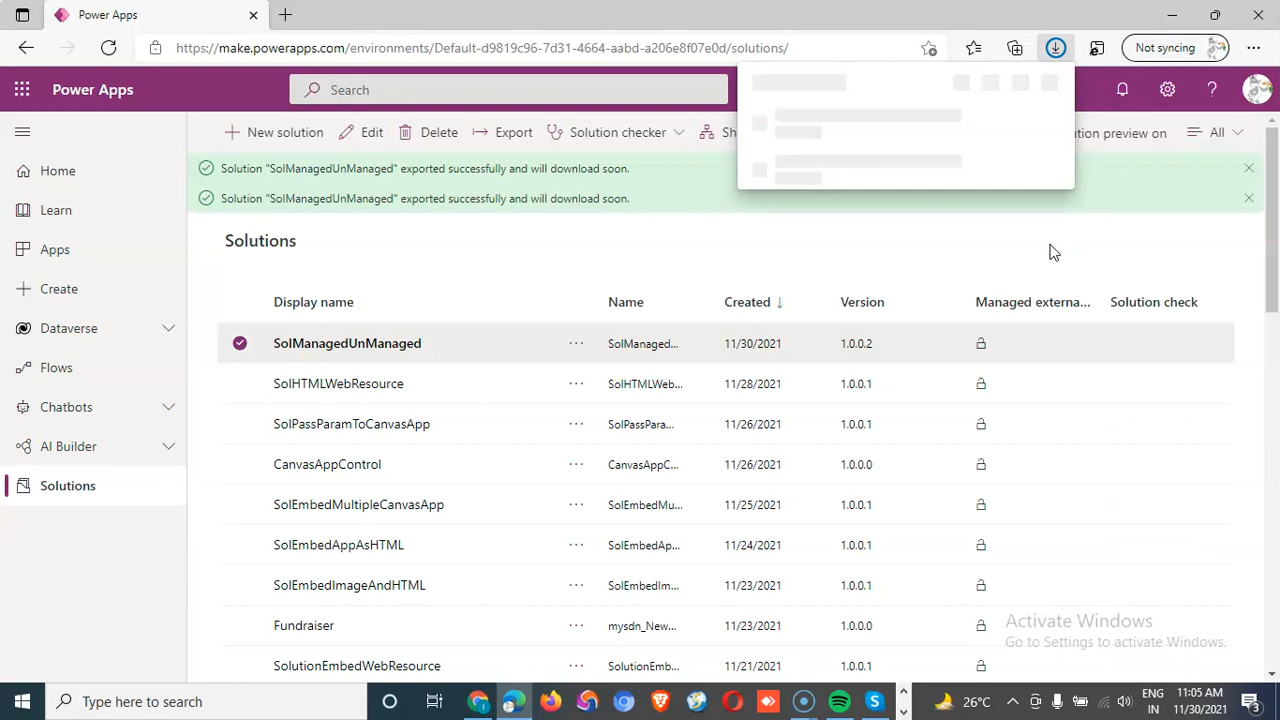 Power Apps
https://make.powerapps.com/environments/Default-d9819c96-7d31-4664-aabd-a206e8f07e0d/solutions/
Not syncing
Power Apps
Search
New solution
Edit
Delete
Export
Solution checker
Sh
tion preview on
All
Solution "SolManagedUnManaged" exported successfully and will download soon.
Solution "SolManagedUnManaged" exported successfully and will download soon.
Home
Learn
Apps
Create
Dataverse
Flows
Chatbots
AI Builder
Solutions
Solutions
Display name Name Created Version Managed externa... Solution check
SolManagedUnManaged SolManaged... 11/30/2021 1.0.0.2
SolHTMLWebResource SolHTMLWeb... 11/28/2021 1.0.0.1
SolPassParamToCanvasApp SolPassPara... 11/26/2021 1.0.0.1
CanvasAppControl CanvasAppC... 11/26/2021 1.0.0.0
SolEmbedMultipleCanvasApp SolEmbedMu... 11/25/2021 1.0.0.1
SolEmbedAppAsHTML SolEmbedAp... 11/24/2021 1.0.0.1
SolEmbedImageAndHTML SolEmbedIm... 11/23/2021 1.0.0.1
Fundraiser mysdn_New... 11/23/2021 1.0.0.0
SolutionEmbedWebResource SolutionEmb... 11/21/2021 1.0.0.1
Activate Windows
Go to Settings to activate Windows.
Type here to search
26°C
ENG
IN
11:05 AM
11/30/2021
3